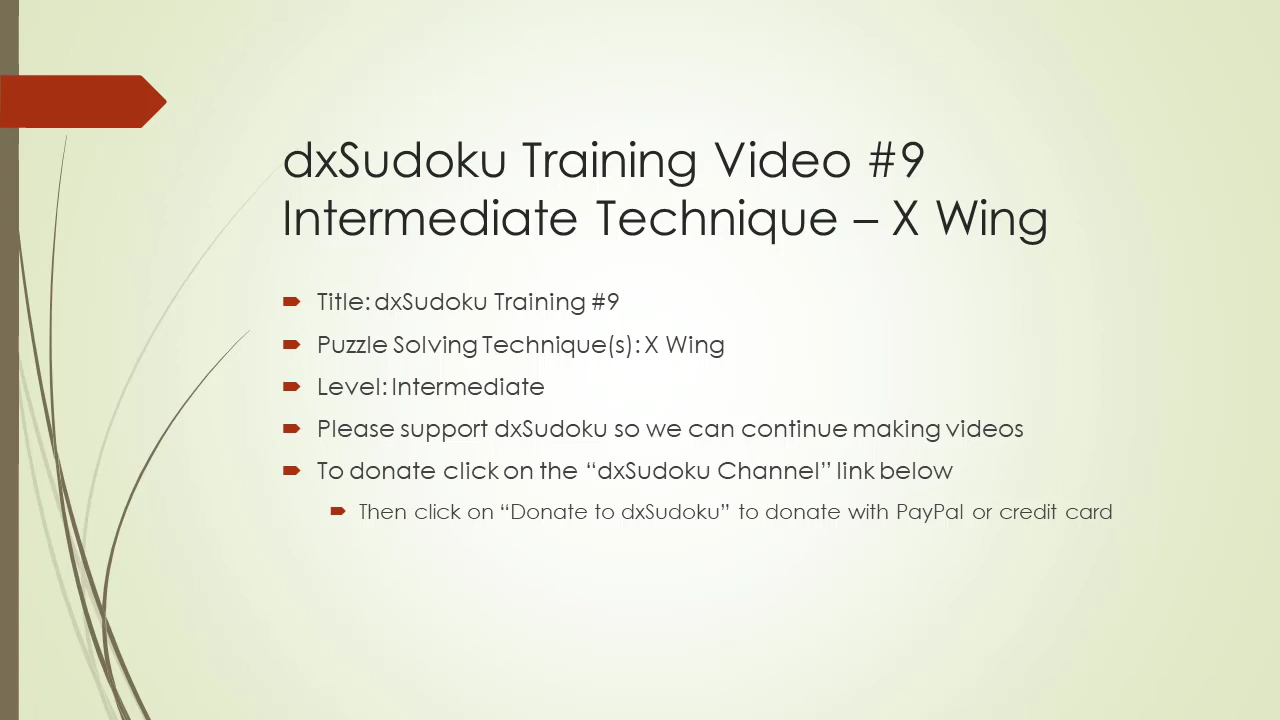 dxSudoku Training Video #9
Intermediate Technique – X Wing
Title: dxSudoku Training #9
Puzzle Solving Technique(s): X Wing
Level: Intermediate
Please support dxSudoku so we can continue making videos
To donate click on the “dxSudoku Channel” link below
Then click on “Donate to dxSudoku” to donate with PayPal or credit card